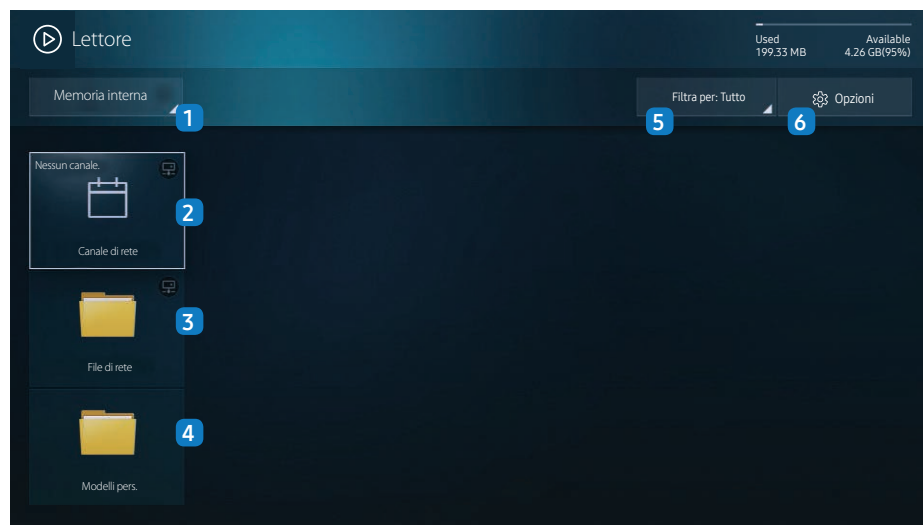 Lettore
Used Available
199.33 MB 4.26 GB(95%)
Memoria interna
1
Filtra per: Tutto
5
Opzioni
6
Nessun canale.
2
Canale di rete
3
File di rete
4
Modelli pers.